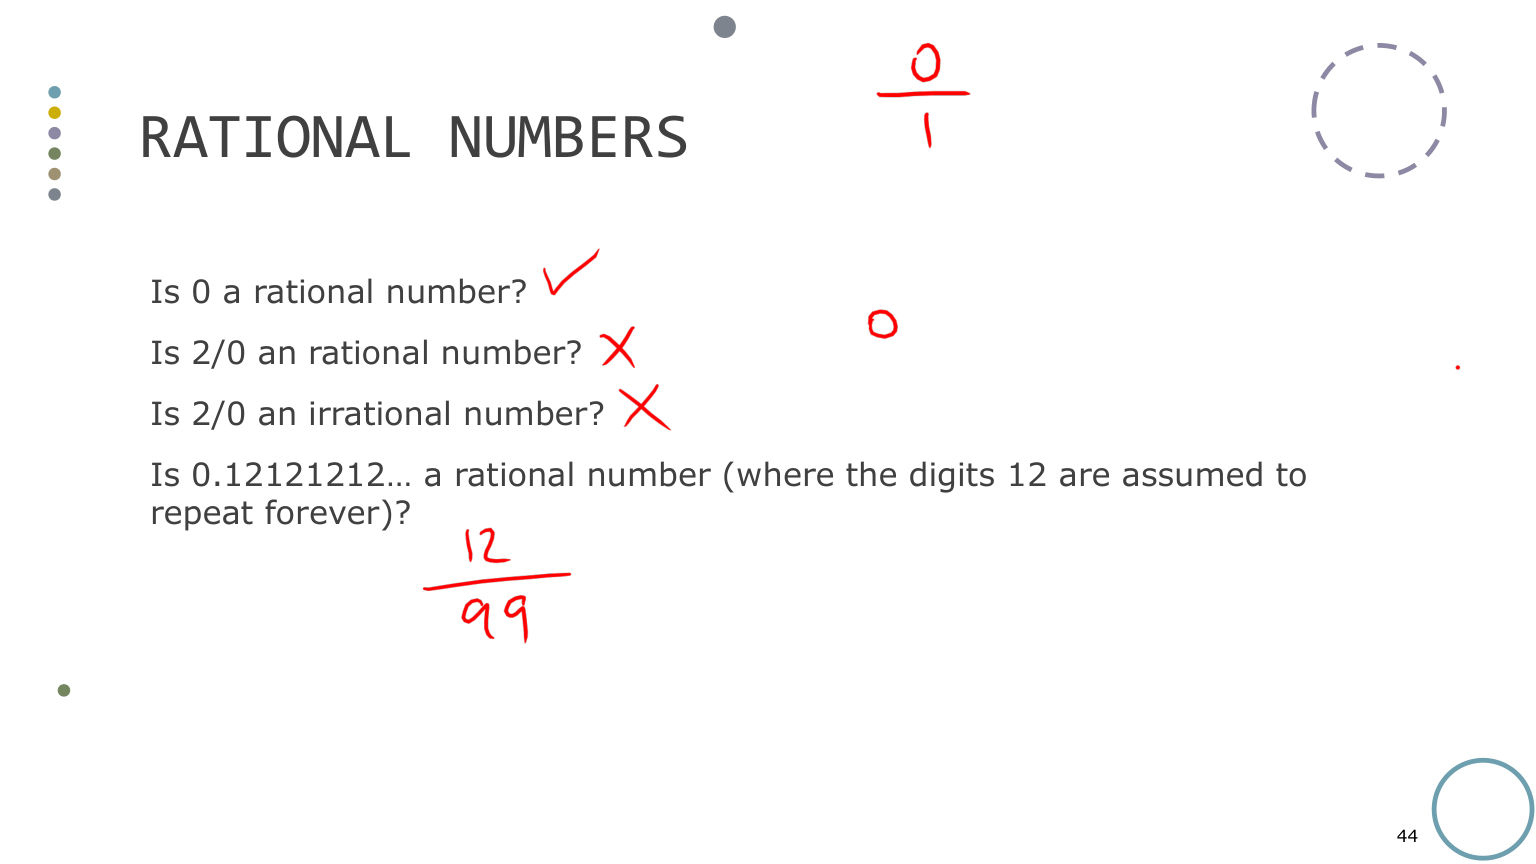 0
1
RATIONAL NUMBERS
Is 0 a rational number? ✓
0
Is 2/0 an rational number? X
Is 2/0 an irrational number? X
Is 0.12121212... a rational number (where the digits 12 are assumed to
repeat forever)?
12
99
44